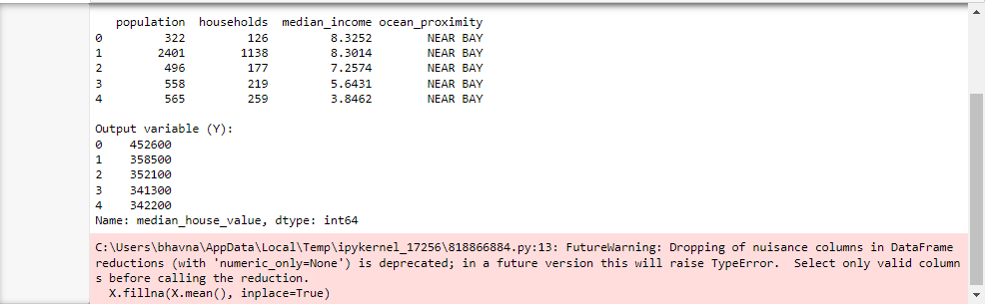 population households median_income ocean_proximity
0 322 126 8.3252 NEAR BAY
1 2401 1138 8.3014 NEAR BAY
2 496 177 7.2574 NEAR BAY
3 558 219 5.6431 NEAR BAY
4 565 259 3.8462 NEAR BAY
Output variable (Y):
0 452600
1 358500
2 352100
3 341300
4 342200
Name: median_house_value, dtype: int64
C:\Users\bhavna\AppData\Local\Temp\ipykernel_17256\818866884.py:13: FutureWarning: Dropping of nuisance columns in DataFrame
reductions (with 'numeric_only=None') is deprecated; in a future version this will raise TypeError.  Select only valid column
s before calling the reduction.
X.fillna(X.mean(), inplace=True)